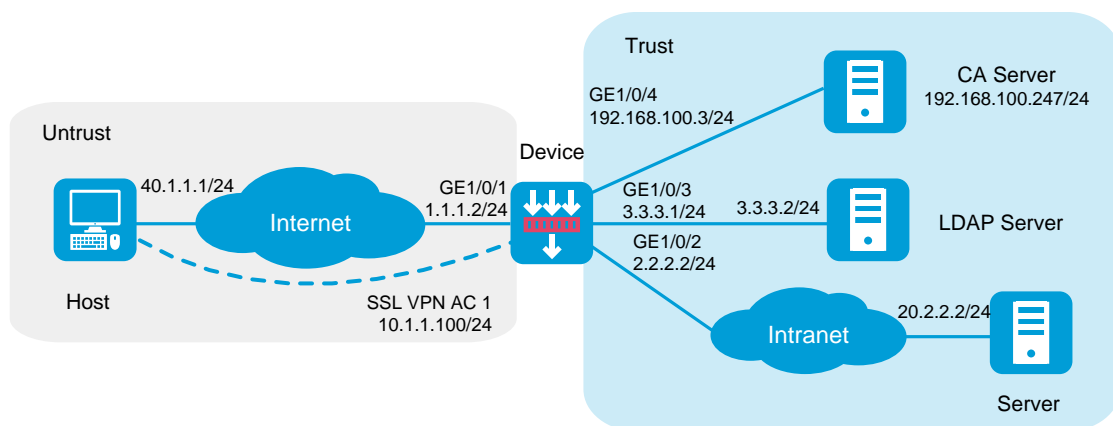 Trust
CA Server
192.168.100.247/24
GE1/0/4
192.168.100.3/24
Untrust
Device
40.1.1.1/24
GE1/0/1
1.1.1.2/24
Internet
GE1/0/3
3.3.3.1/24
3.3.3.2/24
LDAP Server
GE1/0/2
2.2.2.2/24
Host
SSL VPN AC 1
10.1.1.100/24
Intranet
20.2.2.2/24
Server